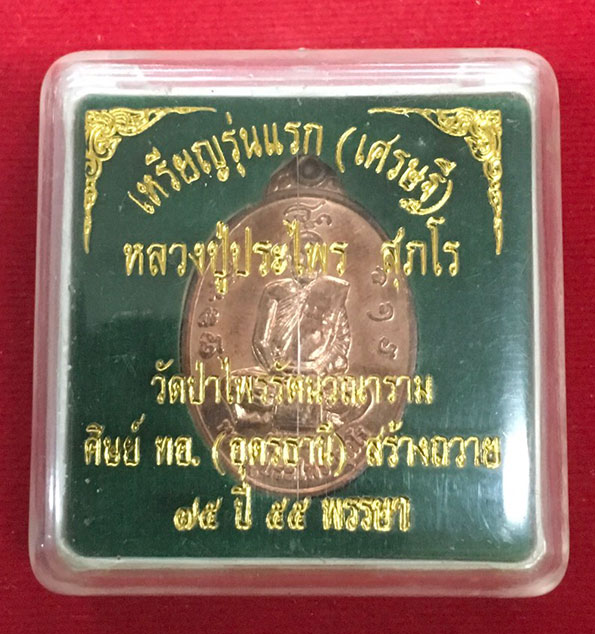 เหรียญรุ่นแรก (เศรษฐี)
หลวงปู่ประไพร สุภโร
วัดป่าไพรรัตนวณาราม
ศิษย์ ทอ. (อุดรธานี) สร้างถวาย
๗๕ ปี ๕๕ พรรษา